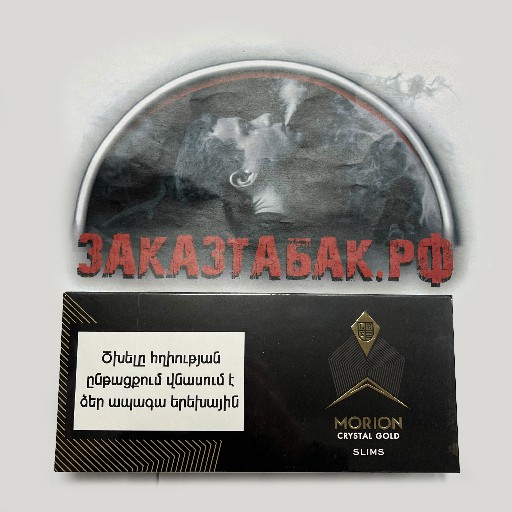 ЗАКАЗТАБАК.РФ
Ծխելը հղիության
ընթացքում վնասում է
ձեր ապագա երեխային
MORION
CRYSTAL GOLD
SLIMS